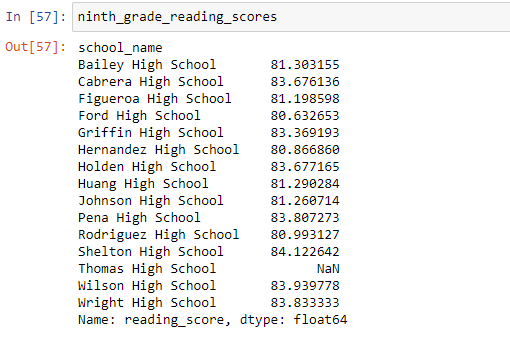 In [57]: ninth_grade_reading_scores
Out[57]: school_name
Bailey High School 81.303155
Cabrera High School 83.676136
Figueroa High School 81.198598
Ford High School 80.632653
Griffin High School 83.369193
Hernandez High School 80.866860
Holden High School 83.677165
Huang High School 81.290284
Johnson High School 81.260714
Pena High School 83.807273
Rodriguez High School 80.993127
Shelton High School 84.122642
Thomas High School NaN
Wilson High School 83.939778
Wright High School 83.833333
Name: reading_score, dtype: float64